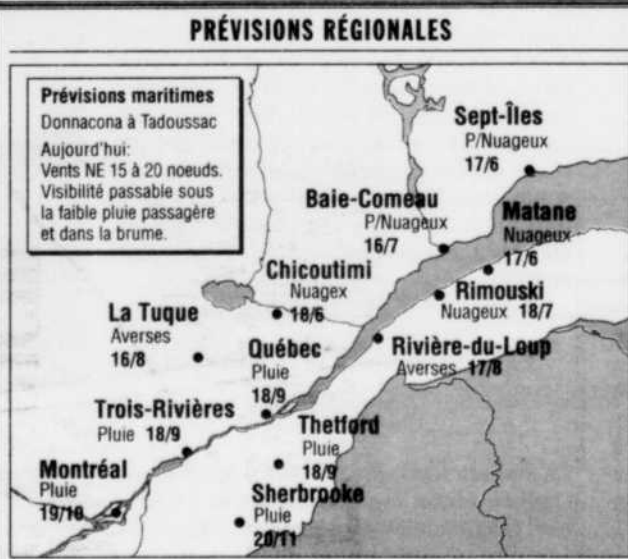 PRÉVISIONS RÉGIONALES
Prévisions maritimes
Donnacona à Tadoussac
Aujourd'hui:
Vents NE 15 à 20 noeuds.
Visibilité passable sous
la faible pluie passagère
et dans la brume.
Sept-Îles
P/Nuageux
17/6
Baie-Comeau
P/Nuageux
16/7
Matane
Nuageux
17/6
Chicoutimi
Nuagex
18/6
Rimouski
Nuageux 18/7
La Tuque
Averses
16/8
Québec
Pluie
18/9
Rivière-du-Loup
Averses 17/8
Trois-Rivières
Pluie 18/9
Thetford
Pluie
18/9
Montréal
Pluie
19/10
Sherbrooke
Pluie
20/11